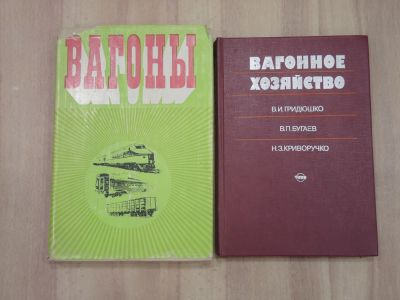 ВАГОНЫ
ВАГОННОЕ
ХОЗЯЙСТВО
В.И.ГРИДЮШКО
В.П.БУГАЕВ
Н.З.КРИВОРУЧКО